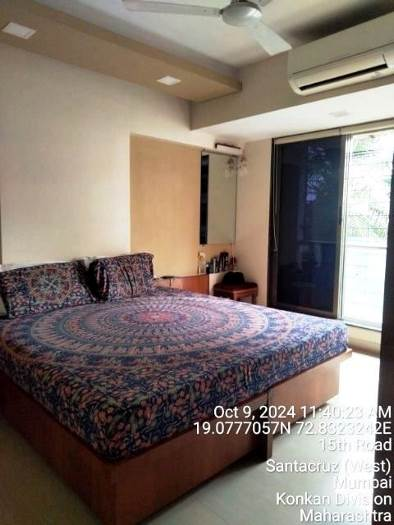 Oct 9, 2024 11:40:23 AM
19.0777057N 72.8323242E
15th Road
Santacruz (West)
Mumbai
Konkan Division
Maharashtra